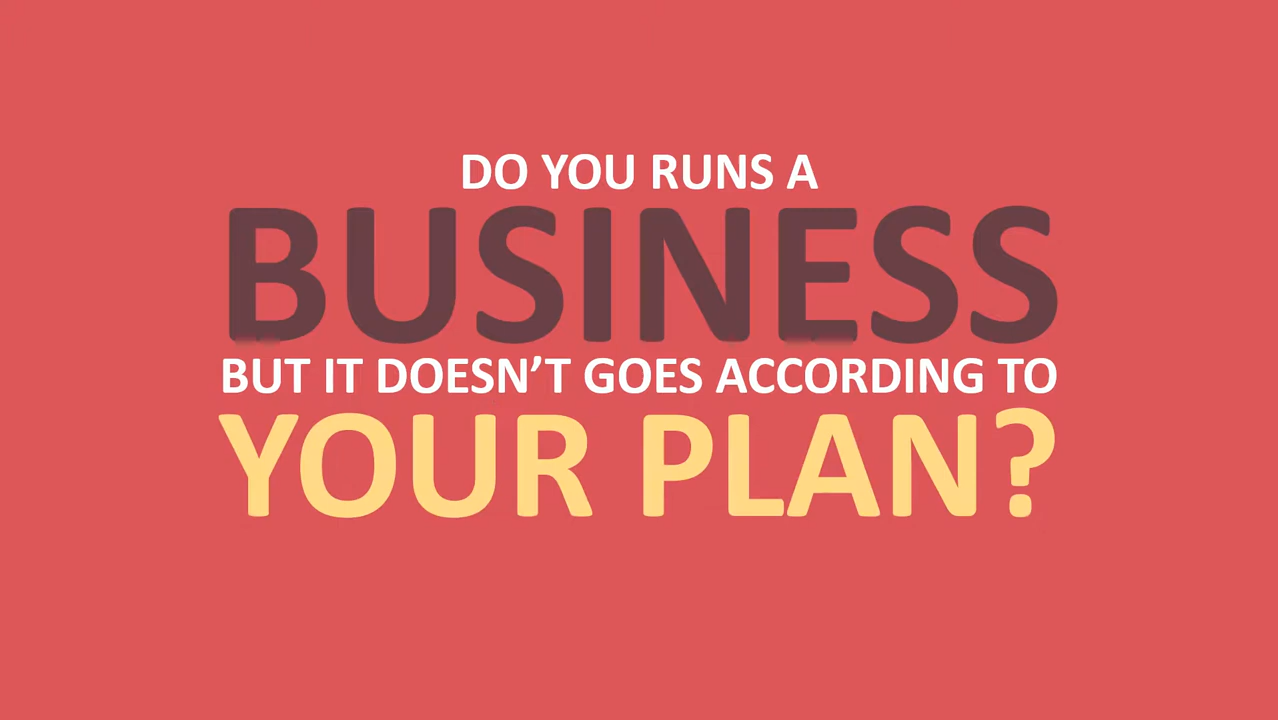 DO YOU RUNS A
BUSINESS
BUT IT DOESN’T GOES ACCORDING TO
YOUR PLAN?